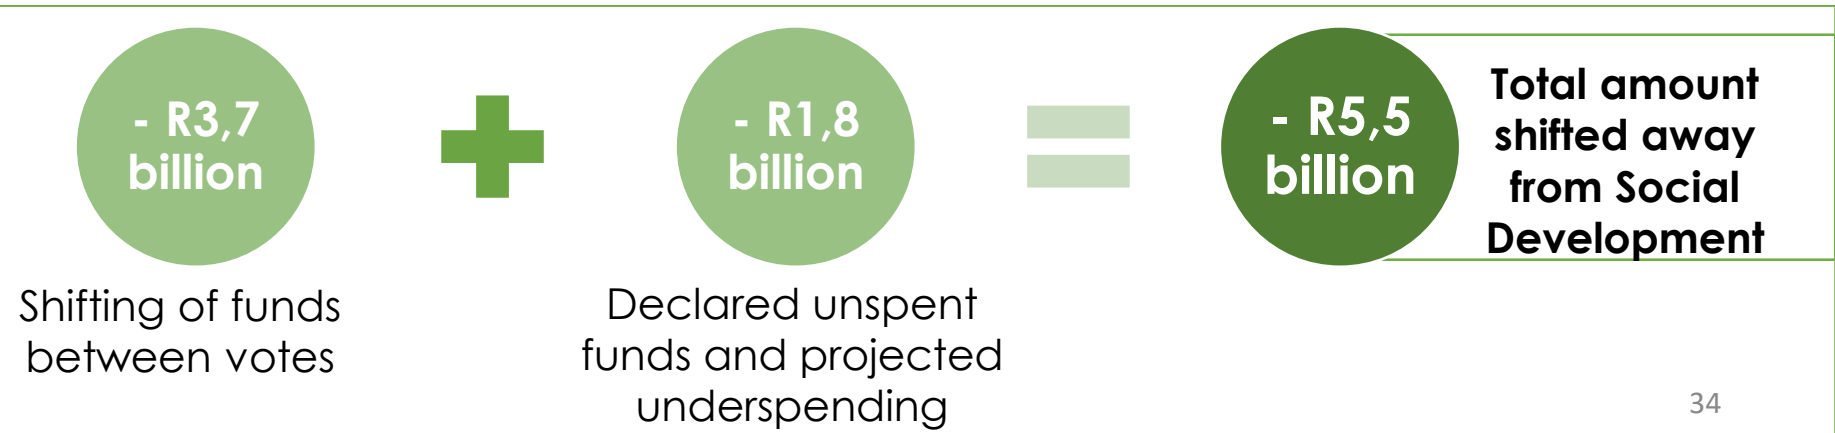 - R3,7
billion
Shifting of funds
between votes
- R1,8
billion
Declared unspent
funds and projected
underspending
- R5,5
billion
Total amount
shifted away
from Social
Development
34